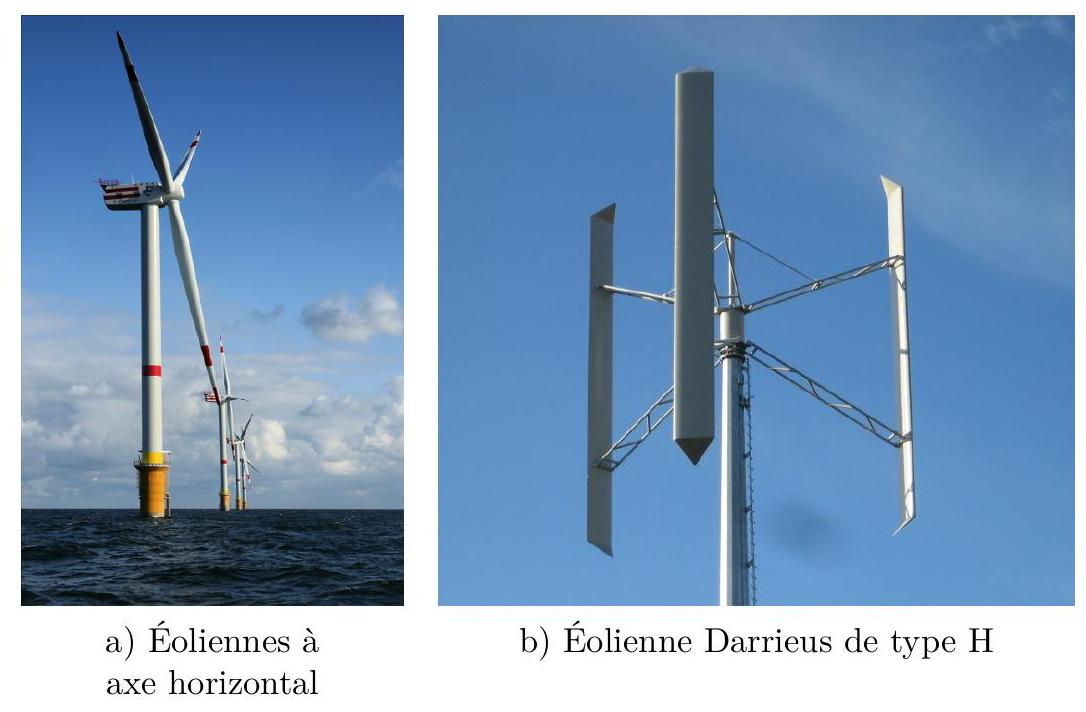 a) Éoliennes à
axe horizontal
b) Éolienne Darrieus de type H